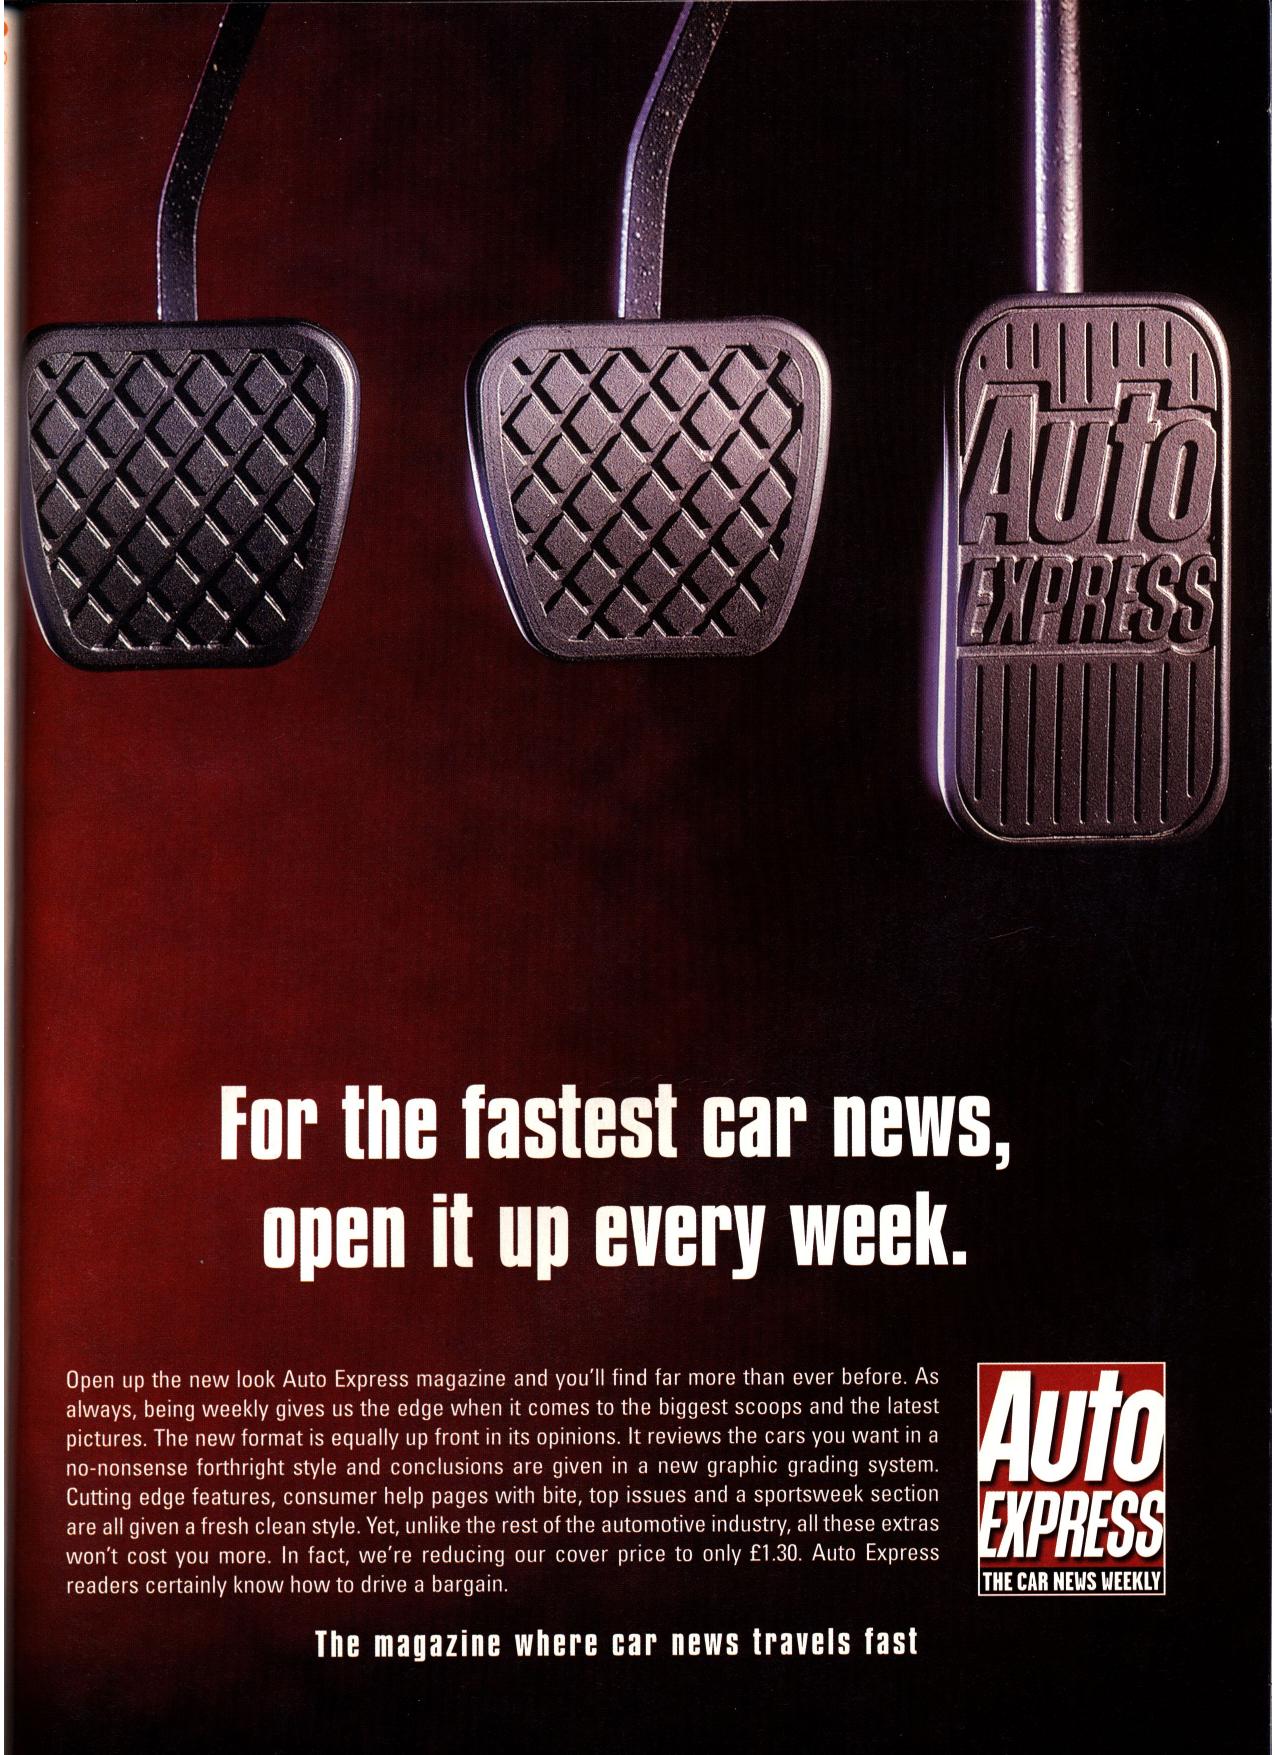 Auto
EXPRESS
For the fastest car news,
open it up every week.
Open up the new look Auto Express magazine and you'll find far more than ever before. As
always, being weekly gives us the edge when it comes to the biggest scoops and the latest
pictures. The new format is equally up front in its opinions. It reviews the cars you want in a
no-nonsense forthright style and conclusions are given in a new graphic grading system.
Cutting edge features, consumer help pages with bite, top issues and a sportsweek section
are all given a fresh clean style. Yet, unlike the rest of the automotive industry, all these extras
won't cost you more. In fact, we're reducing our cover price to only £1.30. Auto Express
readers certainly know how to drive a bargain.
Auto
EXPRESS
THE CAR NEWS WEEKLY
The magazine where car news travels fast